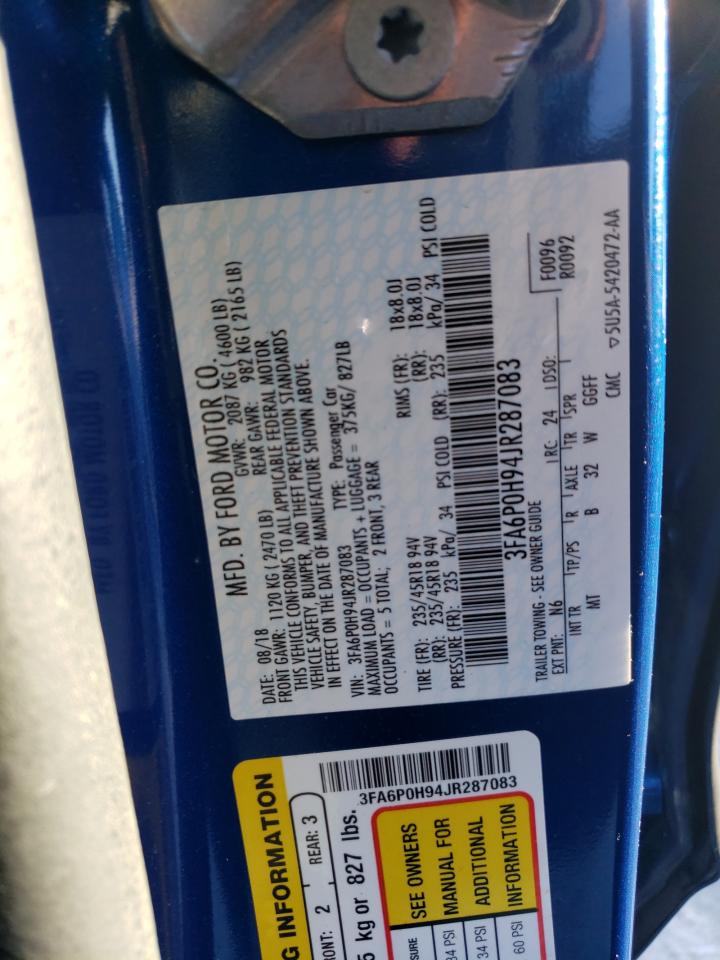 MFD. BY FORD MOTOR CO.
DATE: 08/18 GVWR: 2087 KG ( 4600 LB)
FRONT GAWR: 1120 KG ( 2470 LB) REAR GAWR: 982 KG ( 2165 LB)
THIS VEHICLE CONFORMS TO ALL APPLICABLE FEDERAL MOTOR
VEHICLE SAFETY, BUMPER, AND THEFT PREVENTION STANDARDS
IN EFFECT ON THE DATE OF MANUFACTURE SHOWN ABOVE.
VIN: 3FA6P0H94JR287083 TYPE: Passenger Car
MAXIMUM LOAD = OCCUPANTS + LUGGAGE = 375KG/ 827LB
OCCUPANTS = 5 TOTAL; 2 FRONT, 3 REAR
TIRE (FR): 235/45R18 94V RIMS (FR): 18x8.0J
(RR): 235/45R18 94V (RR): 18x8.0J
PRESSURE (FR): 235 kPa/ 34 PSI COLD (RR): 235 kPa/ 34 PSI COLD
3FA6P0H94JR287083
TRAILER TOWING - SEE OWNER GUIDE F0096
EXT PNT: N6 RC: 24 DSO: R0092
INT TR TP/PS R AXLE TR SPR
MT B 32 W GGFF
CMC ▽5U5A-5420472-AA
G INFORMATION
RONT: 2 REAR: 3
3FA6P0H94JR287083
5 kg or 827 lbs.
SSURE SEE OWNERS
34 PSI MANUAL FOR
34 PSI ADDITIONAL
60 PSI INFORMATION